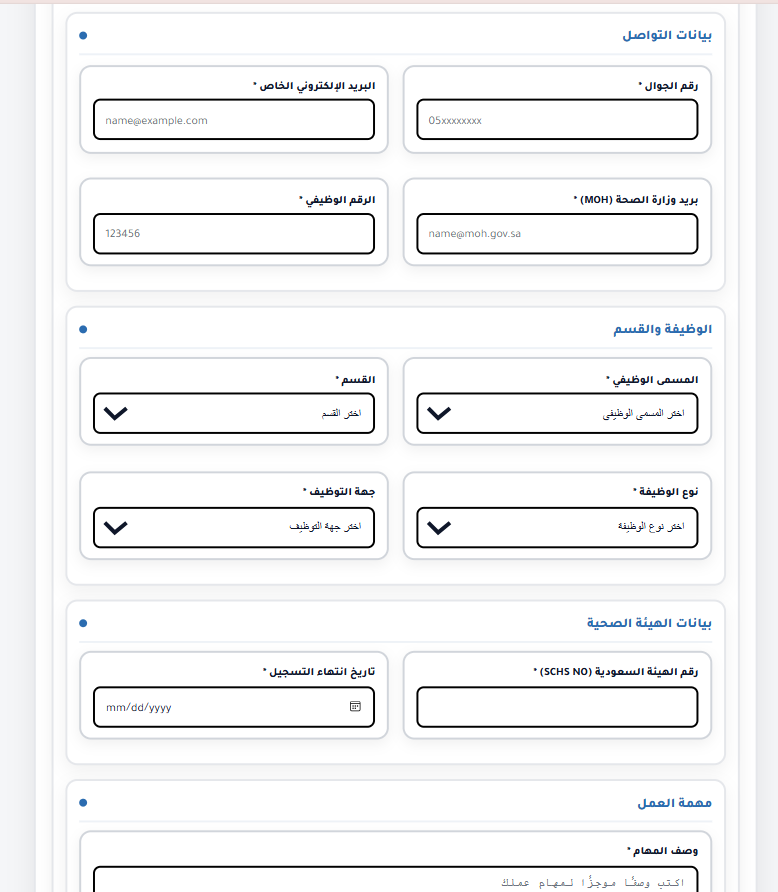 بيانات التواصل
رقم الجوال *
05xxxxxxxx
البريد الإلكتروني الخاص *
name@example.com
بريد وزارة الصحة (MOH) *
name@moh.gov.sa
الرقم الوظيفي *
123456
الوظيفة والقسم
المسمى الوظيفي *
اختر المسمى الوظيفي
القسم *
اختر القسم
نوع الوظيفة *
اختر نوع الوظيفة
جهة التوظيف *
اختر جهة التوظيف
بيانات الهيئة الصحية
رقم الهيئة السعودية (SCHS NO) *
تاريخ انتهاء التسجيل *
mm/dd/yyyy
مهمة العمل
وصف المهام *
اكتب وصفًا موجزًا لمهام عملك